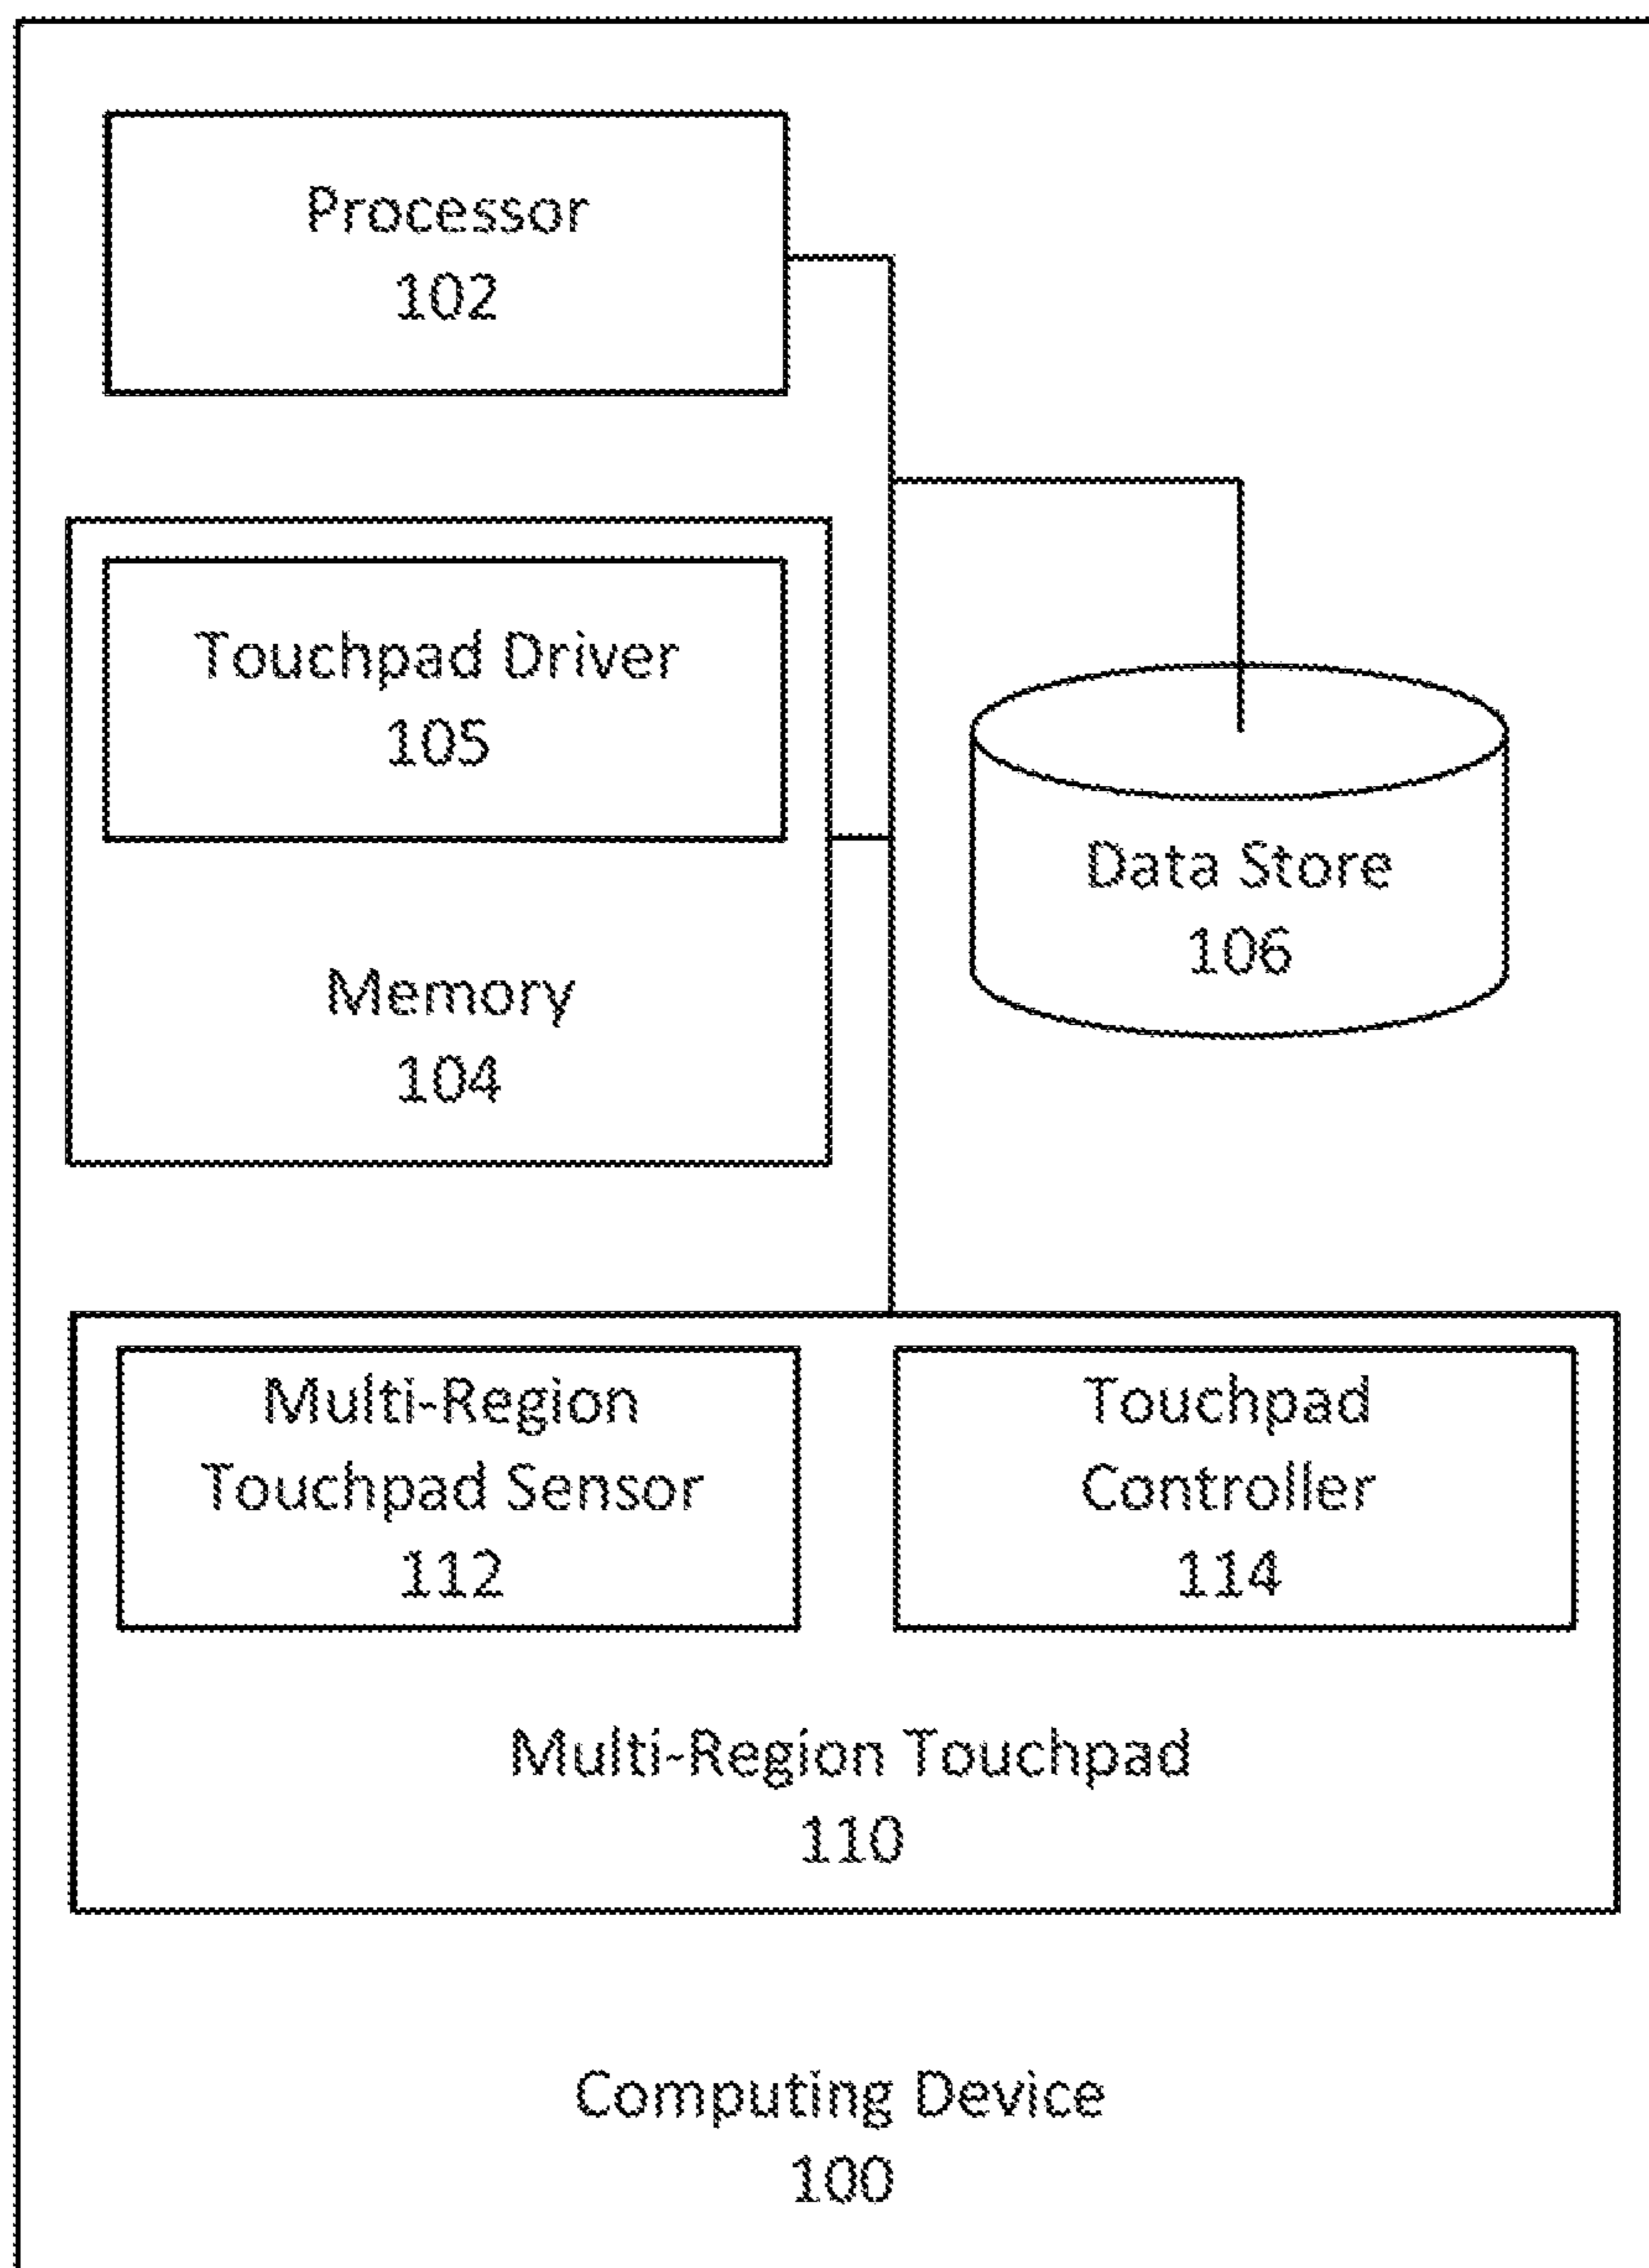 Processor
102
Touchpad Driver
105
Memory
104
Data Store
106
Multi-Region
Touchpad Sensor
112
Touchpad
Controller
114
Multi-Region Touchpad
110
Computing Device
100